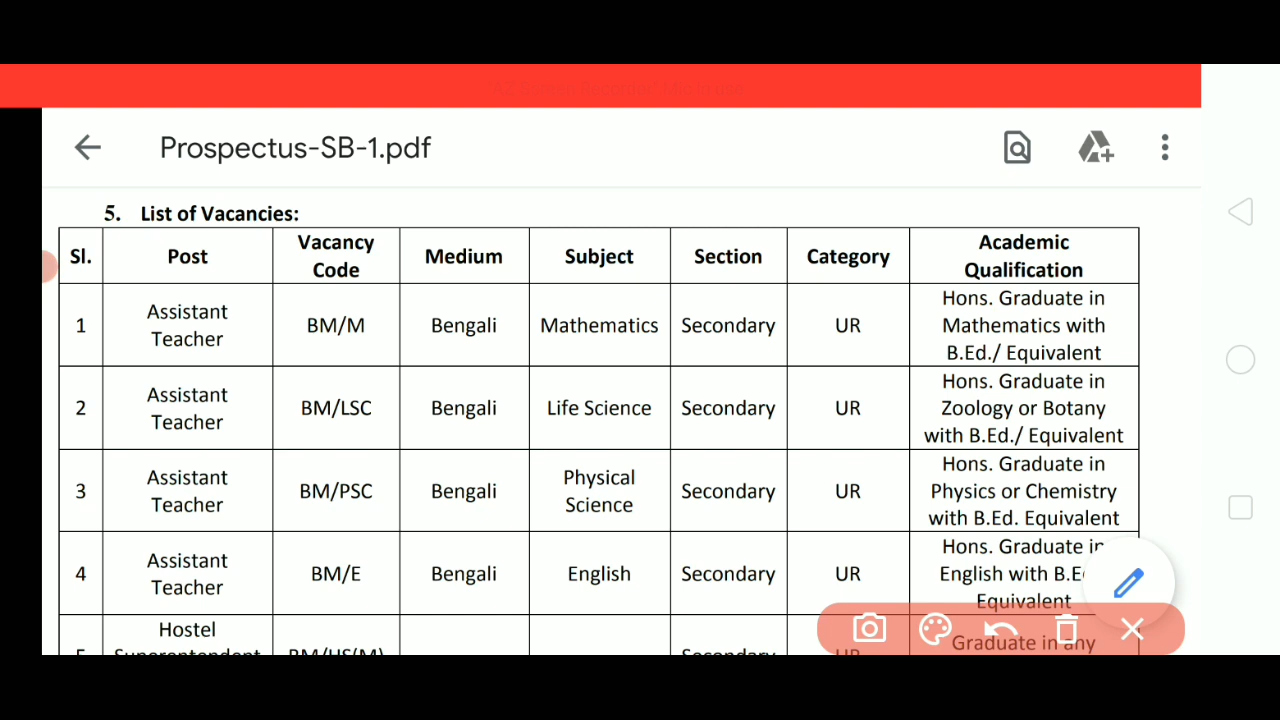 Prospectus-SB-1.pdf
5. List of Vacancies:
Sl. Post Vacancy Code Medium Subject Section Category Academic Qualification
1 Assistant Teacher BM/M Bengali Mathematics Secondary UR Hons. Graduate in Mathematics with B.Ed./ Equivalent
2 Assistant Teacher BM/LSC Bengali Life Science Secondary UR Hons. Graduate in Zoology or Botany with B.Ed./ Equivalent
3 Assistant Teacher BM/PSC Bengali Physical Science Secondary UR Hons. Graduate in Physics or Chemistry with B.Ed. Equivalent
4 Assistant Teacher BM/E Bengali English Secondary UR Hons. Graduate in English with Equivalent
Hostel Secondary UR Graduate in any